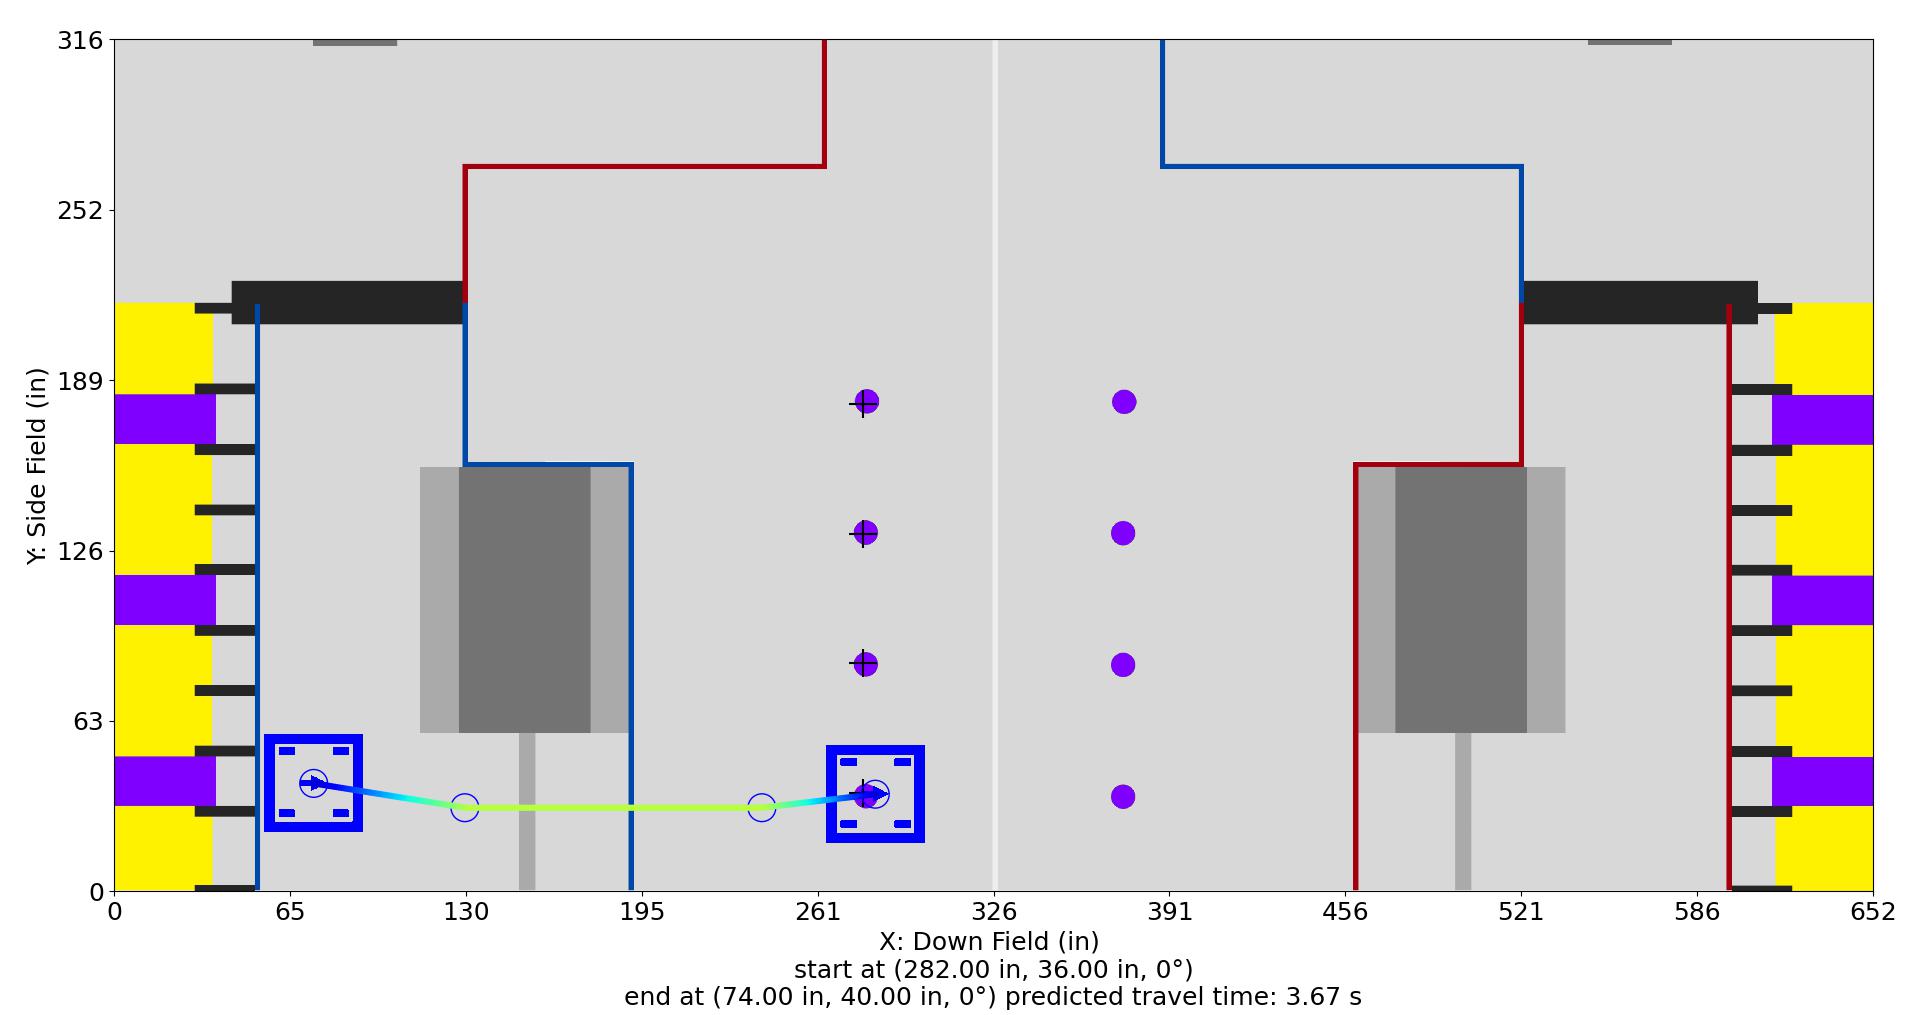 316
252
189
126
63
0
Y: Side Field (in)
0 65 130 195 261 326 391 456 521 586 652
X: Down Field (in)
start at (282.00 in, 36.00 in, 0°)
end at (74.00 in, 40.00 in, 0°) predicted travel time: 3.67 s